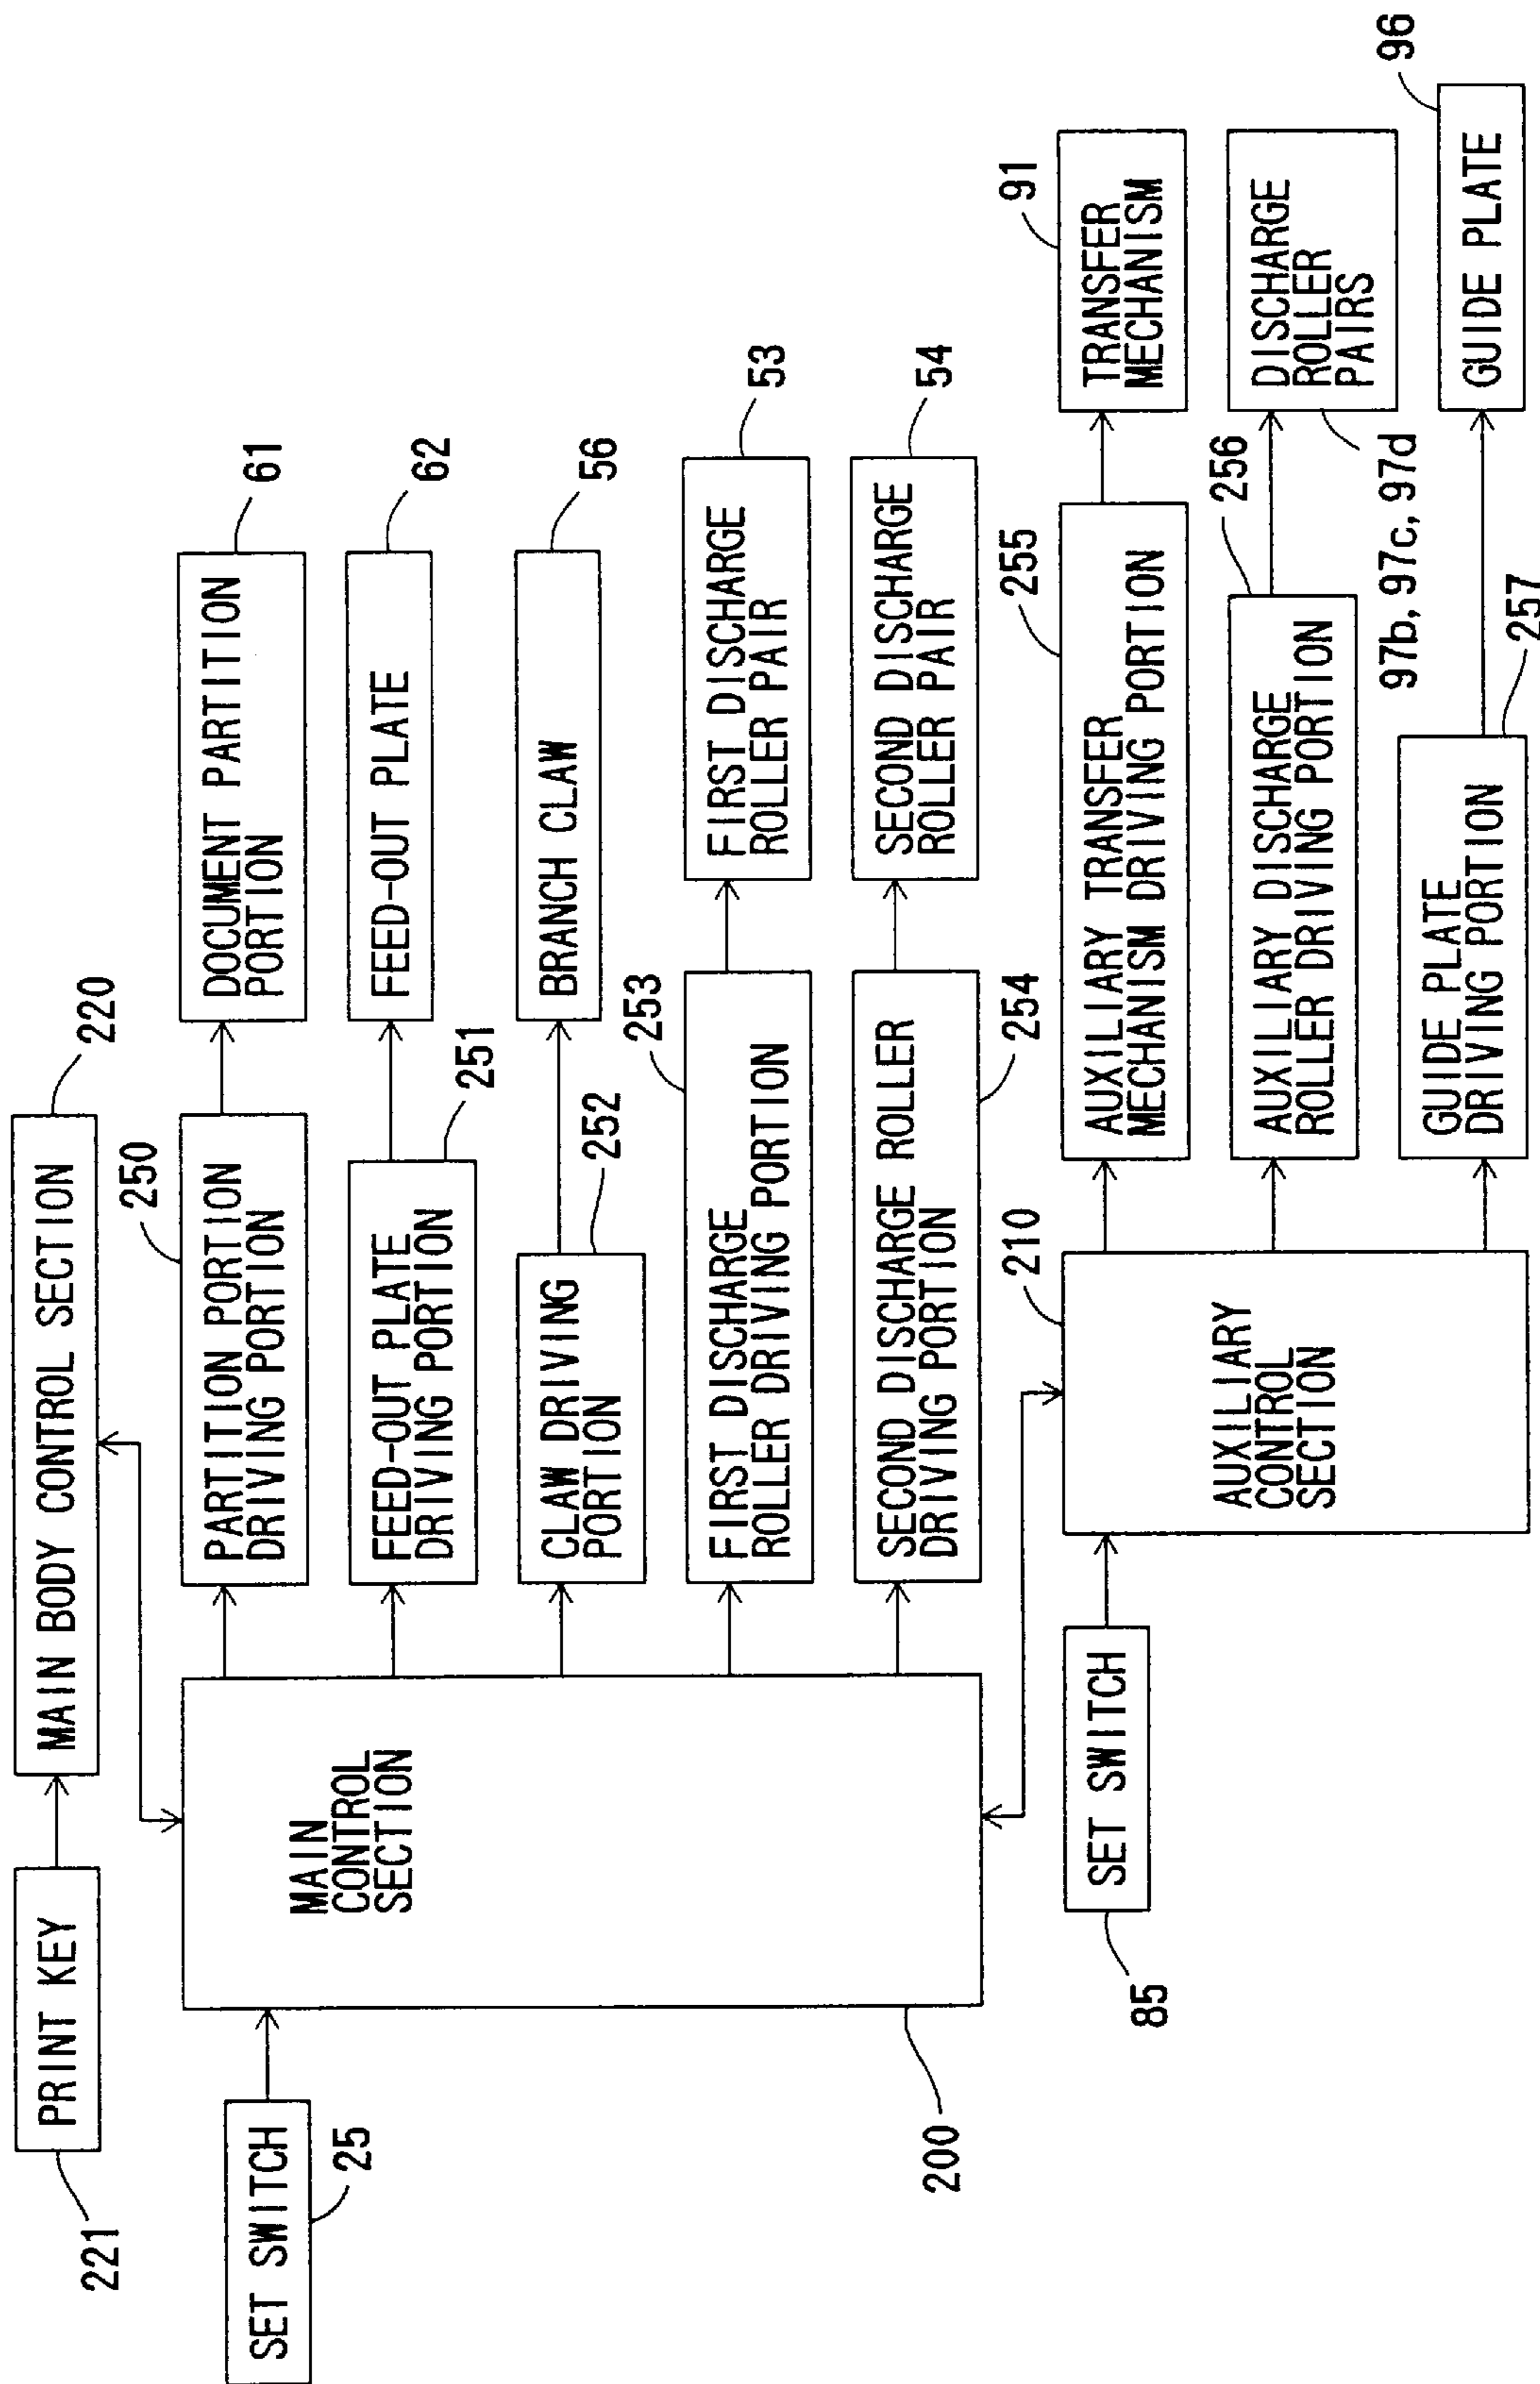 221
PRINT KEY
MAIN BODY CONTROL SECTION
220
SET SWITCH
25
MAIN
CONTROL
SECTION
200
250
PARTITION PORTION
DRIVING PORTION
DOCUMENT PARTITION
PORTION
61
FEED-OUT PLATE
DRIVING PORTION
251
FEED-OUT PLATE
62
CLAW DRIVING
PORTION
252
BRANCH CLAW
56
FIRST DISCHARGE
ROLLER DRIVING PORTION
253
FIRST DISCHARGE
ROLLER PAIR
53
SECOND DISCHARGE ROLLER
DRIVING PORTION
254
SECOND DISCHARGE
ROLLER PAIR
54
85
SET SWITCH
AUXILIARY
CONTROL
SECTION
210
AUXILIARY TRANSFER
MECHANISM DRIVING PORTION
255
TRANSFER
MECHANISM
91
AUXILIARY DISCHARGE
ROLLER DRIVING PORTION
256
DISCHARGE
ROLLER
PAIRS
97b, 97c, 97d
GUIDE PLATE
DRIVING PORTION
257
GUIDE PLATE
96